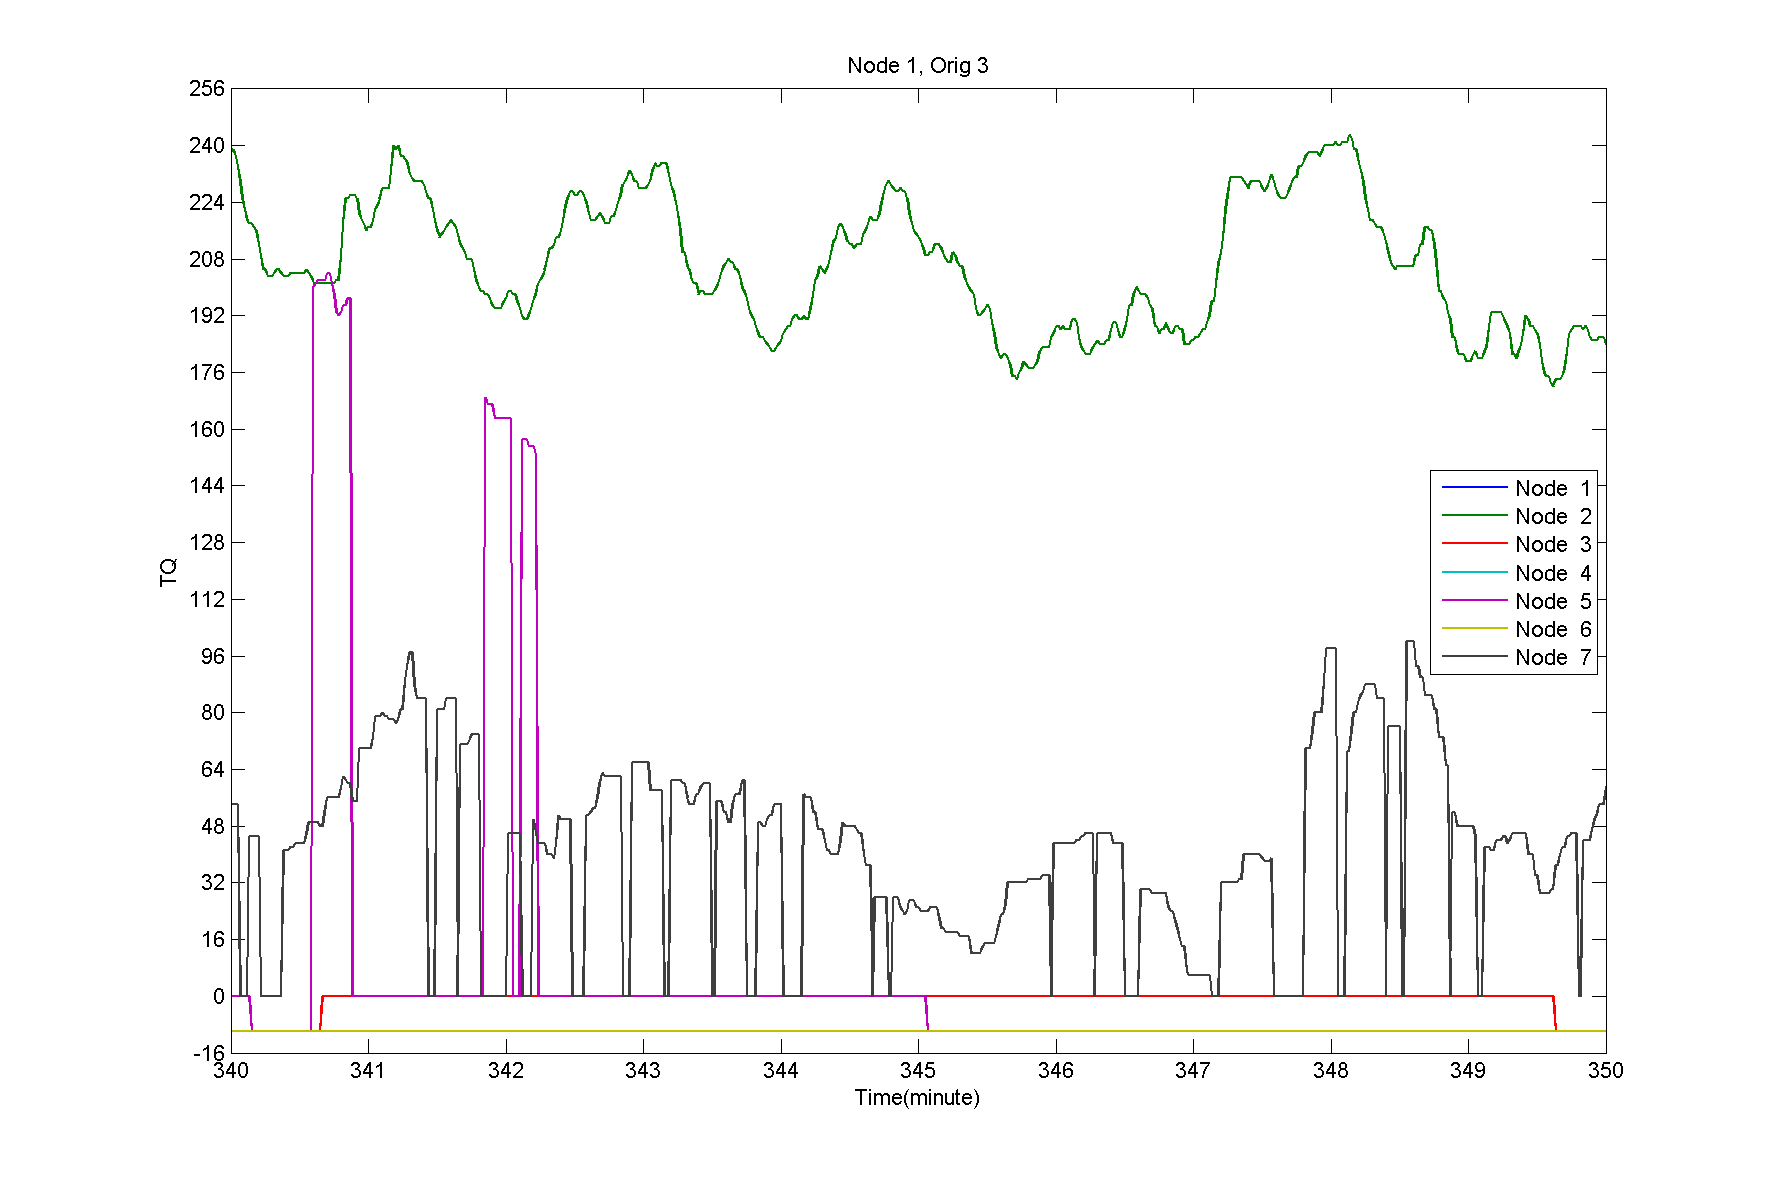 Node 1, Orig 3
256
240
224
208
192
176
160
144
128
112
96
80
64
48
32
16
0
-16
TQ
Node 1
Node 2
Node 3
Node 4
Node 5
Node 6
Node 7
340 341 342 343 344 345 346 347 348 349 350
Time(minute)